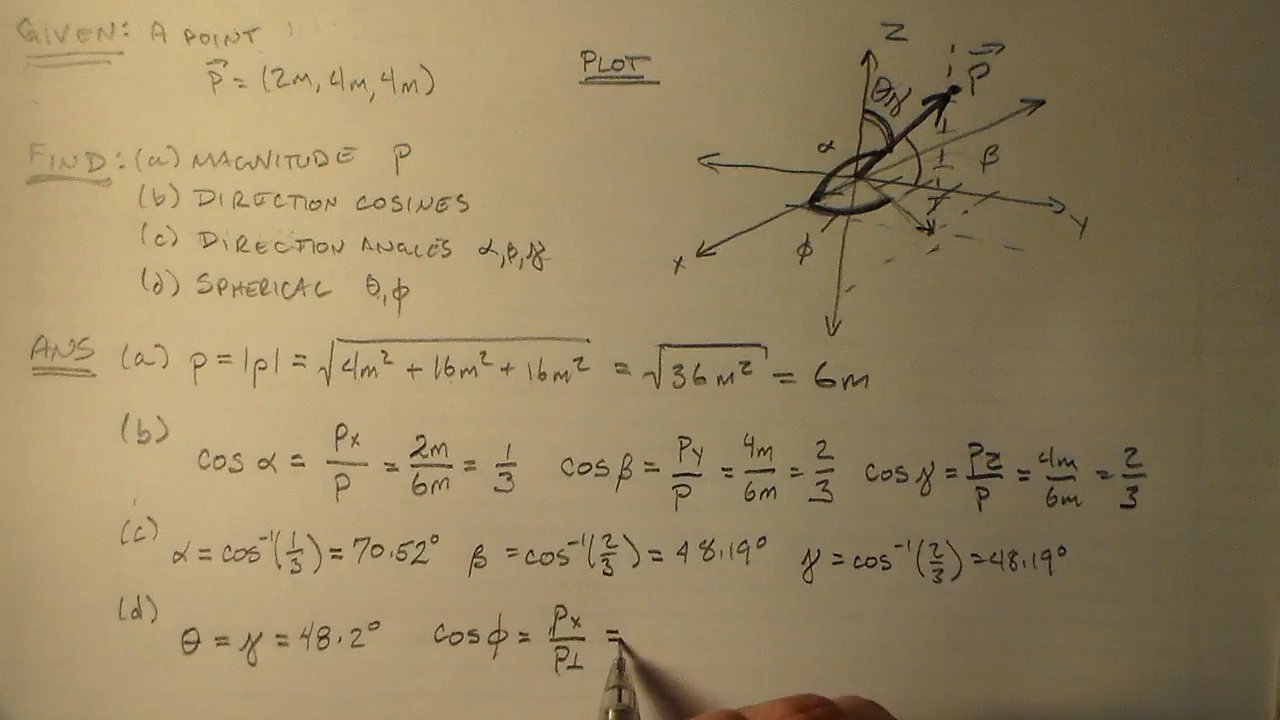 GIVEN: A POINT
P⃗ = (2m, 4m, 4m)
PLOT
Z
θ,γ
P⃗
α
β
Y
X
ϕ
FIND: (a) MAGNITUDE P
(b) DIRECTION COSINES
(c) DIRECTION ANGLES α,β,γ
(d) SPHERICAL θ,ϕ
ANS (a) P = |P| = √(4m² + 16m² + 16m²) = √(36m²) = 6m
(b) cos α = Px/P = 2m/6m = 1/3 cos β = Py/P = 4m/6m = 2/3 cos γ = Pz/P = 4m/6m = 2/3
(c) α = cos⁻¹(1/3) = 70.52° β = cos⁻¹(2/3) = 48.19° γ = cos⁻¹(2/3) = 48.19°
(d) θ = γ = 48.2° cos ϕ = Px/P⊥ =